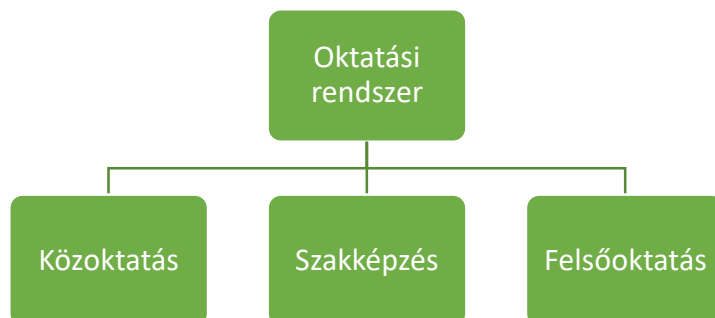 Oktatási
rendszer
Közoktatás
Szakképzés
Felsőoktatás